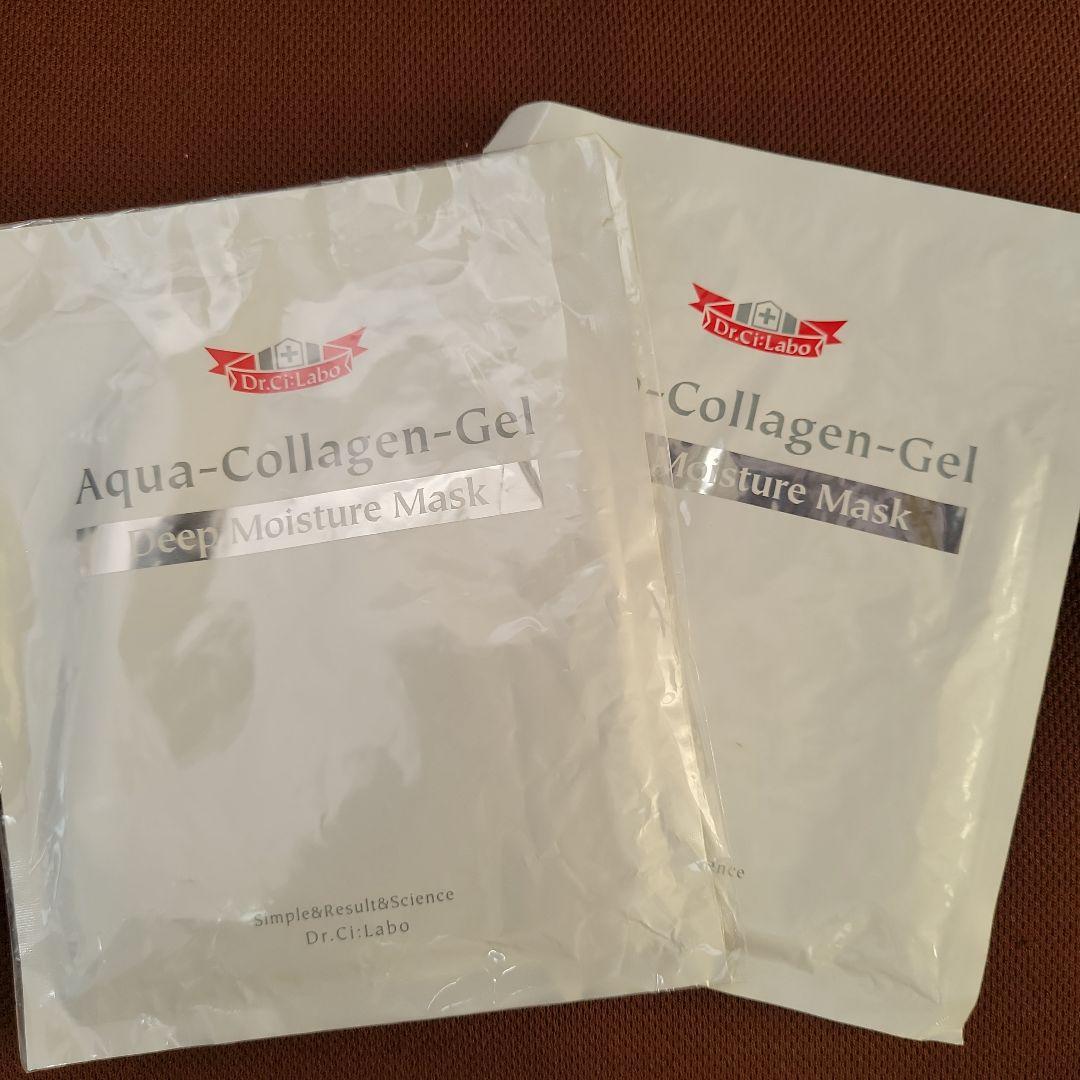 Dr.Ci:Labo
Aqua-Collagen-Gel
Deep Moisture Mask
Simple&Result&Science
Dr.Ci:Labo
Dr.Ci:Labo
-Collagen-Gel
Moisture Mask
ence